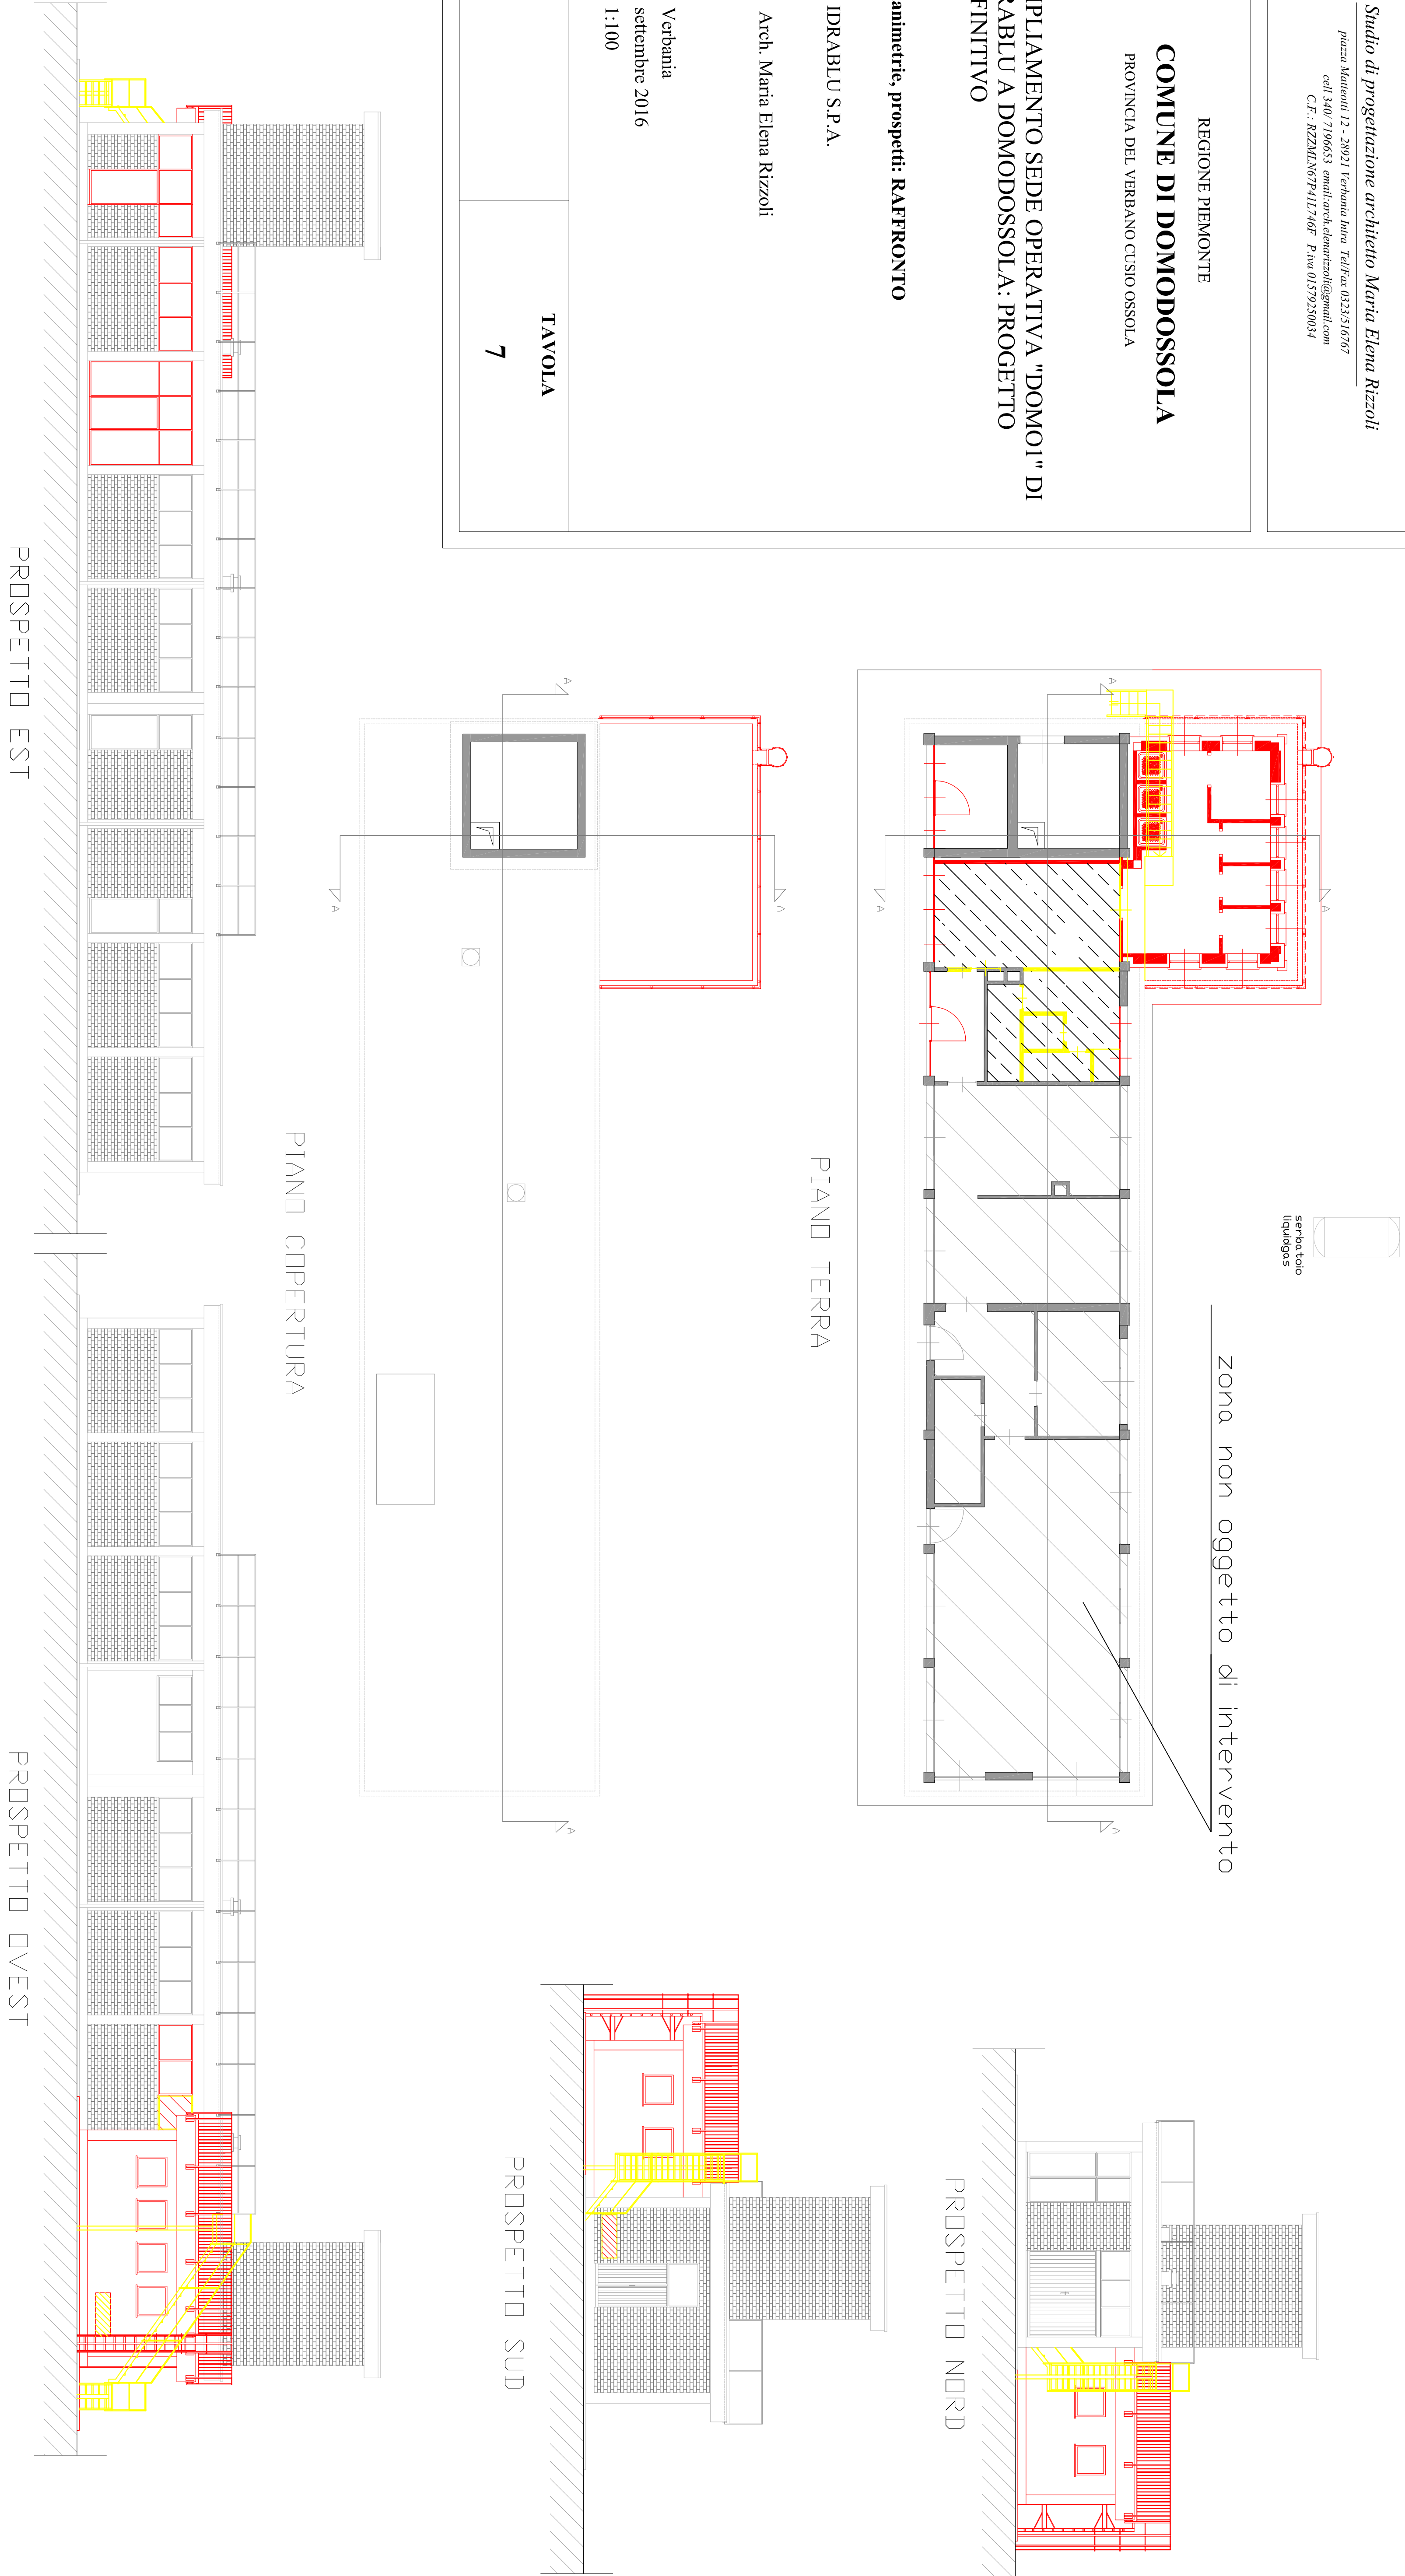 Studio di progettazione architetto Maria Elena Rizzoli
piazza Matteotti 12 - 28921 Verbania Intra Tel/Fax 0323/516767
cell 340/ 7196653 email:arch.elenarizzoli@gmail.com
C.F.: RZZMLN67P41L746F P.iva 01579250034
REGIONE PIEMONTE
COMUNE DI DOMODOSSOLA
PROVINCIA DEL VERBANO CUSIO OSSOLA
MPLIAMENTO SEDE OPERATIVA "DOMO1" DI
RABLU A DOMODOSSOLA: PROGETTO
FINITIVO
animetrie, prospetti: RAFFRONTO
IDRABLU S.P.A.
Arch. Maria Elena Rizzoli
Verbania
settembre 2016
1:100
TAVOLA
7
serbatoio
liquidgas
zona non oggetto di intervento
A
A
A
A
PIANO TERRA
A
A
A
A
PIANO COPERTURA
PROSPETTO NORD
PROSPETTO SUD
PROSPETTO EST
PROSPETTO OVEST